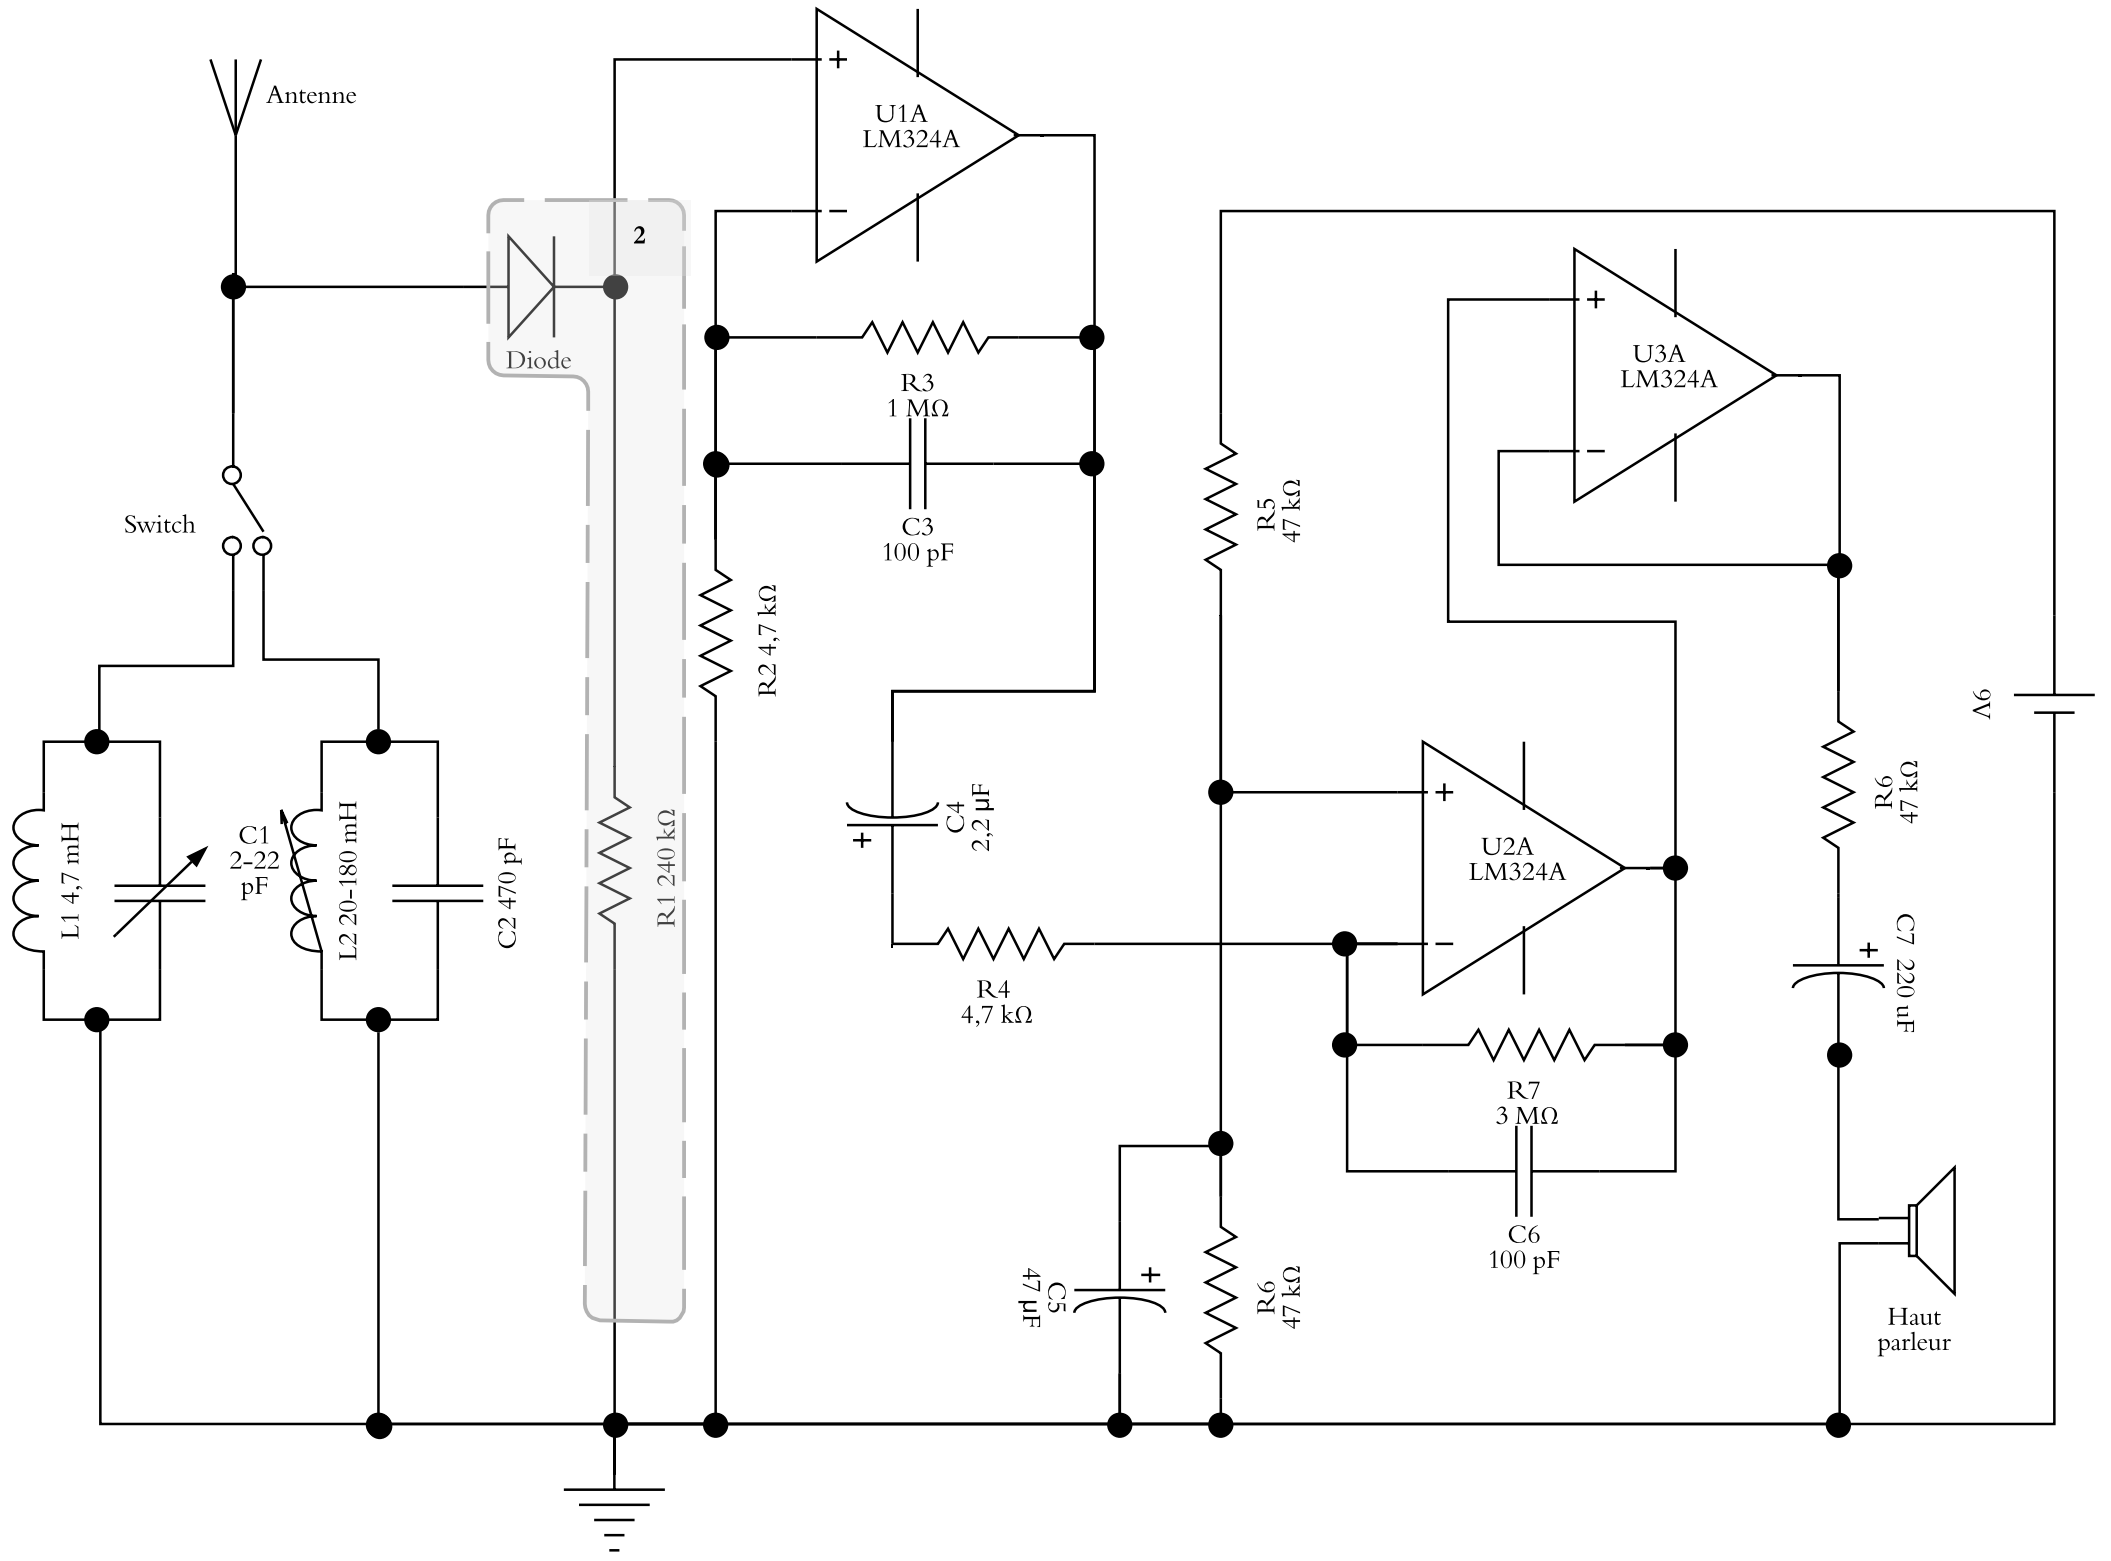 Antenne
+
U1A
LM324A
−
2
Diode
R3
1 MΩ
C3
100 pF
Switch
R2 4,7 kΩ
R5
47 kΩ
+
U3A
LM324A
−
9V
L1 4,7 mH
C1
2-22
pF
L2 20-180 mH
C2 470 pF
R1 240 kΩ
C4
2,2 µF
+
+
U2A
LM324A
−
R6
47 kΩ
R4
4,7 kΩ
C7 220 uF
+
R7
3 MΩ
C6
100 pF
C5
47 µF
+
R6
47 kΩ
Haut
parleur